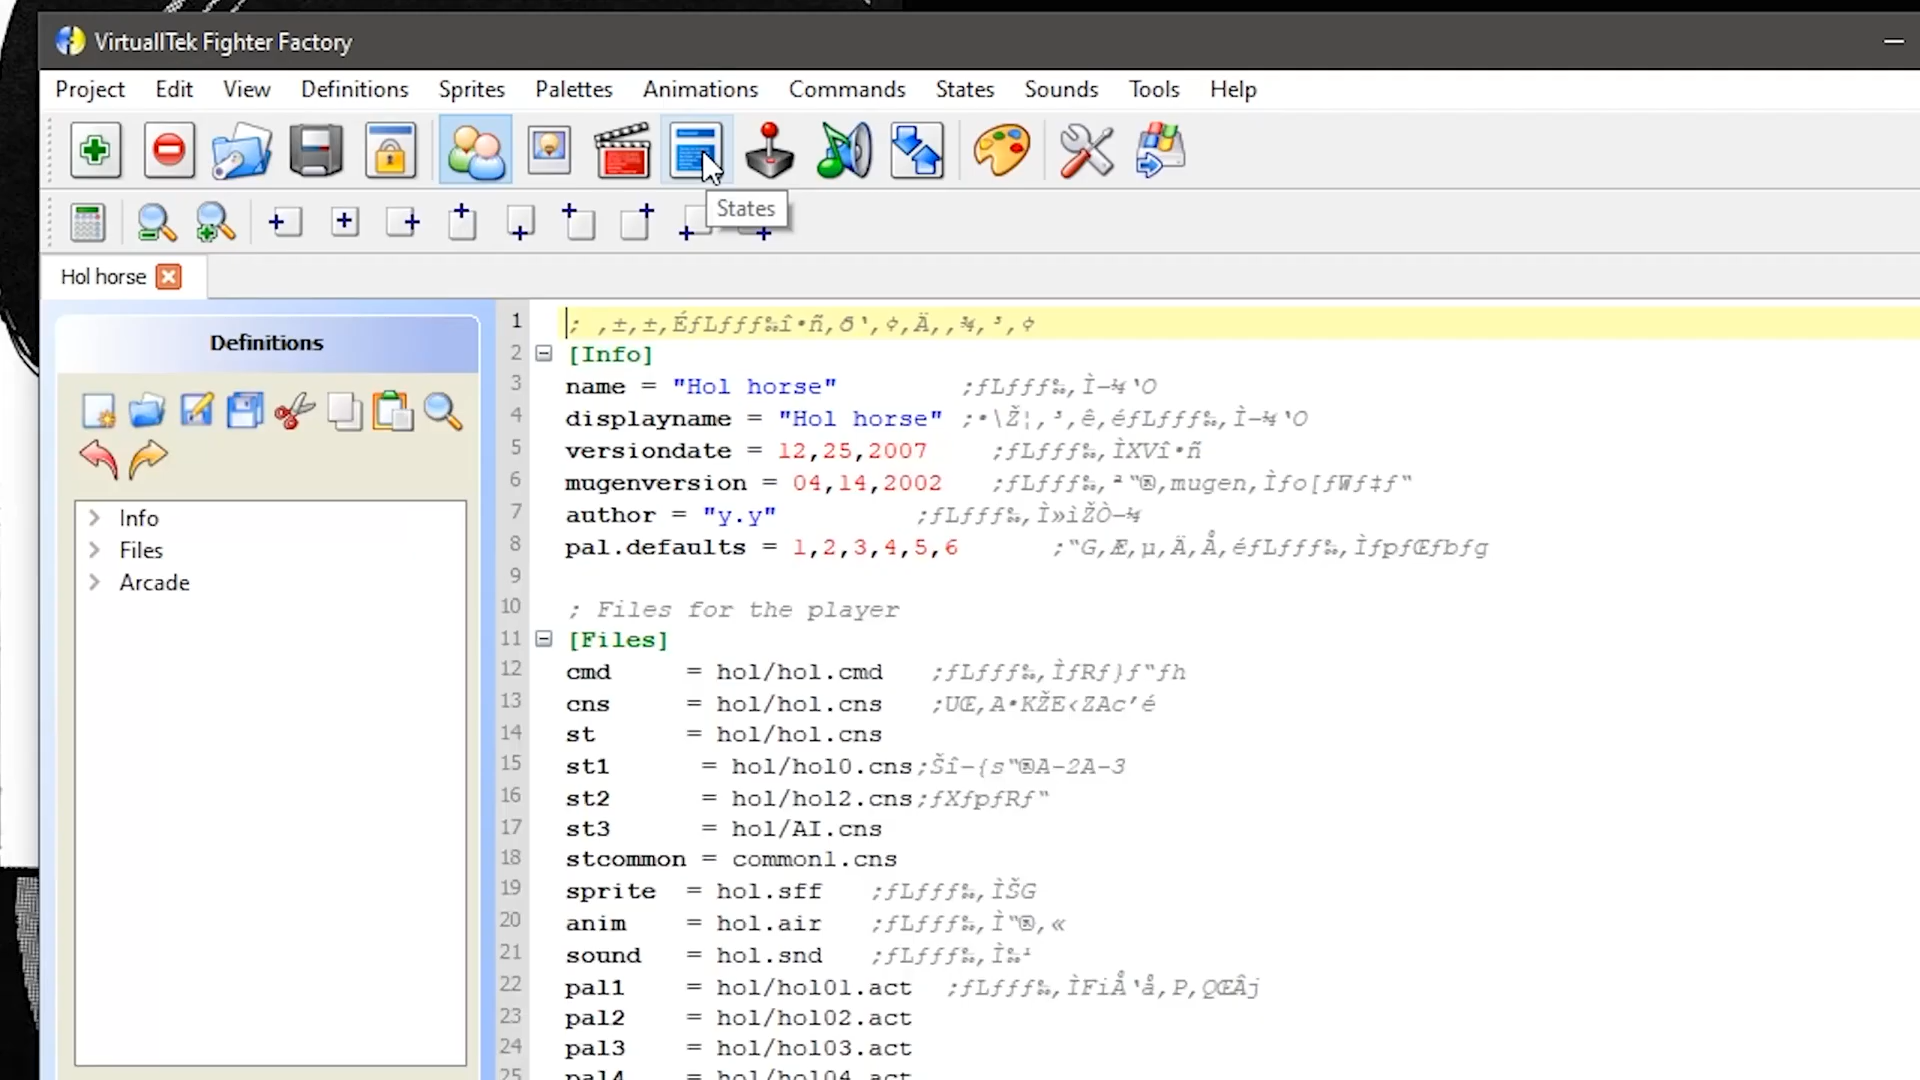 VirtuallTek Fighter Factory
Project Edit View Definitions Sprites Palettes Animations Commands States Sounds Tools Help
States
Hol horse
Definitions
Info
Files
Arcade
1 ; ‚±‚±‚ÉƒLƒƒƒ‰î•ñ‚ð‘‚¢‚Ä‚‚¾‚³‚¢
2 [Info]
3 name = "Hol horse" ;ƒLƒƒƒ‰‚Ì–¼‘O
4 displayname = "Hol horse" ;•\Ž¦‚³‚ê‚éƒLƒƒƒ‰‚Ì–¼‘O
5 versiondate = 12,25,2007 ;ƒLƒƒƒ‰‚ÌXVî•ñ
6 mugenversion = 04,14,2002 ;ƒLƒƒƒ‰‚ª“®‚mugen‚Ìƒo[ƒWƒ‡ƒ“
7 author = "y.y" ;ƒLƒƒƒ‰‚Ì»ìŽÒ–¼
8 pal.defaults = 1,2,3,4,5,6 ;“G‚Æ‚µ‚Ä‚Å‚éƒLƒƒƒ‰‚ÌƒpƒŒƒbƒg
9
10 ; Files for the player
11 [Files]
12 cmd = hol/hol.cmd ;ƒLƒƒƒ‰‚ÌƒRƒ}ƒ“ƒh
13 cns = hol/hol.cns ;UŒ‚A•KŽE‹ZAc’é
14 st = hol/hol.cns
15 st1 = hol/hol0.cns;Šî–{s“®A-2A-3
16 st2 = hol/hol2.cns;ƒXƒpƒRƒ“
17 st3 = hol/AI.cns
18 stcommon = common1.cns
19 sprite = hol.sff ;ƒLƒƒƒ‰‚ÌŠG
20 anim = hol.air ;ƒLƒƒƒ‰‚Ì“®‚«
21 sound = hol.snd ;ƒLƒƒƒ‰‚Ì‰¹
22 pal1 = hol/hol01.act ;ƒLƒƒƒ‰‚ÌFiÅ‘å‚P‚QŒÂj
23 pal2 = hol/hol02.act
24 pal3 = hol/hol03.act
25 pal4 = hol/hol04.act